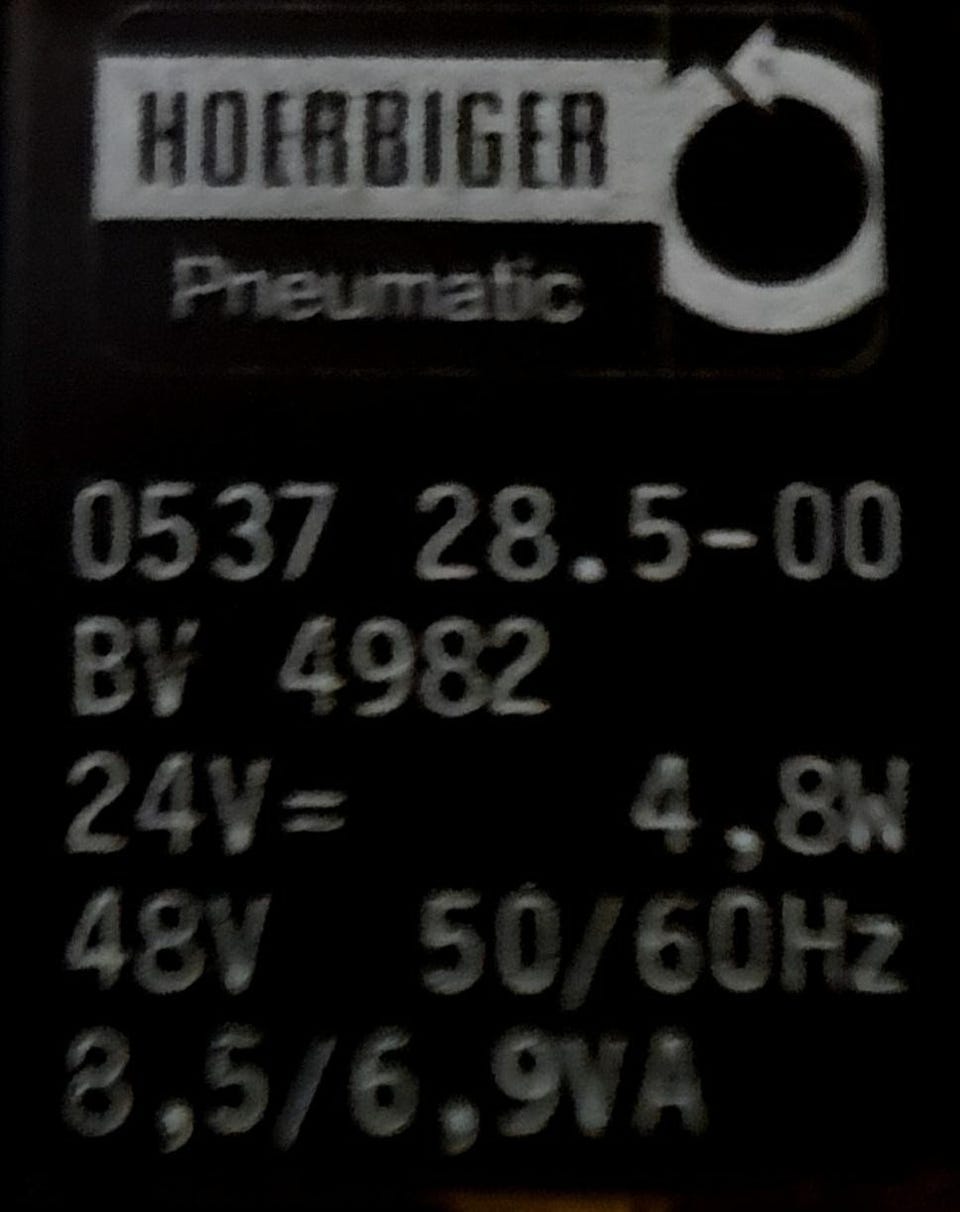 HOERBIGER
Pneumatic
0537 28.5-00
BV 4982
24V= 4,8W
48V 50/60Hz
8,5/6,9VA